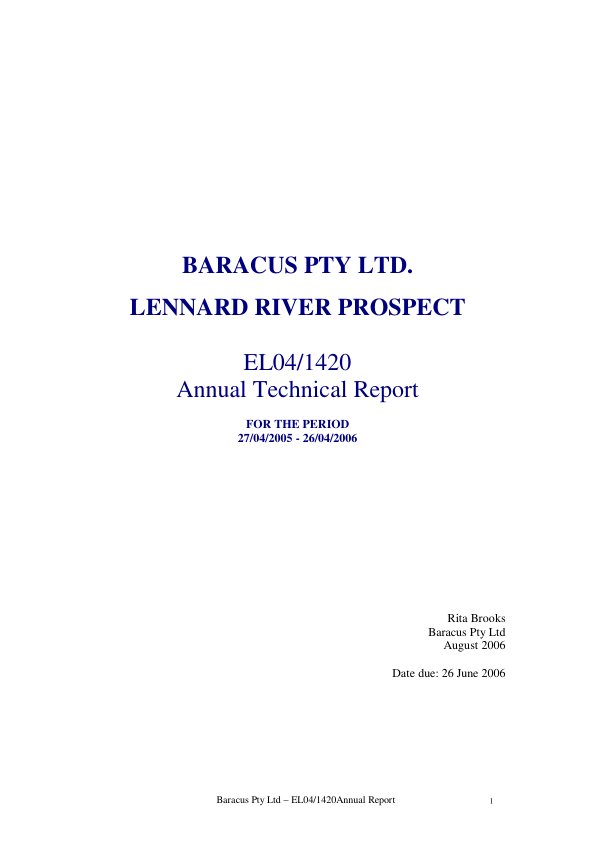 BARACUS PTY LTD.
LENNARD RIVER PROSPECT
EL04/1420
Annual Technical Report
FOR THE PERIOD
27/04/2005 - 26/04/2006
Rita Brooks
Baracus Pty Ltd
August 2006
Date due: 26 June 2006
Baracus Pty Ltd – EL04/1420Annual Report 1